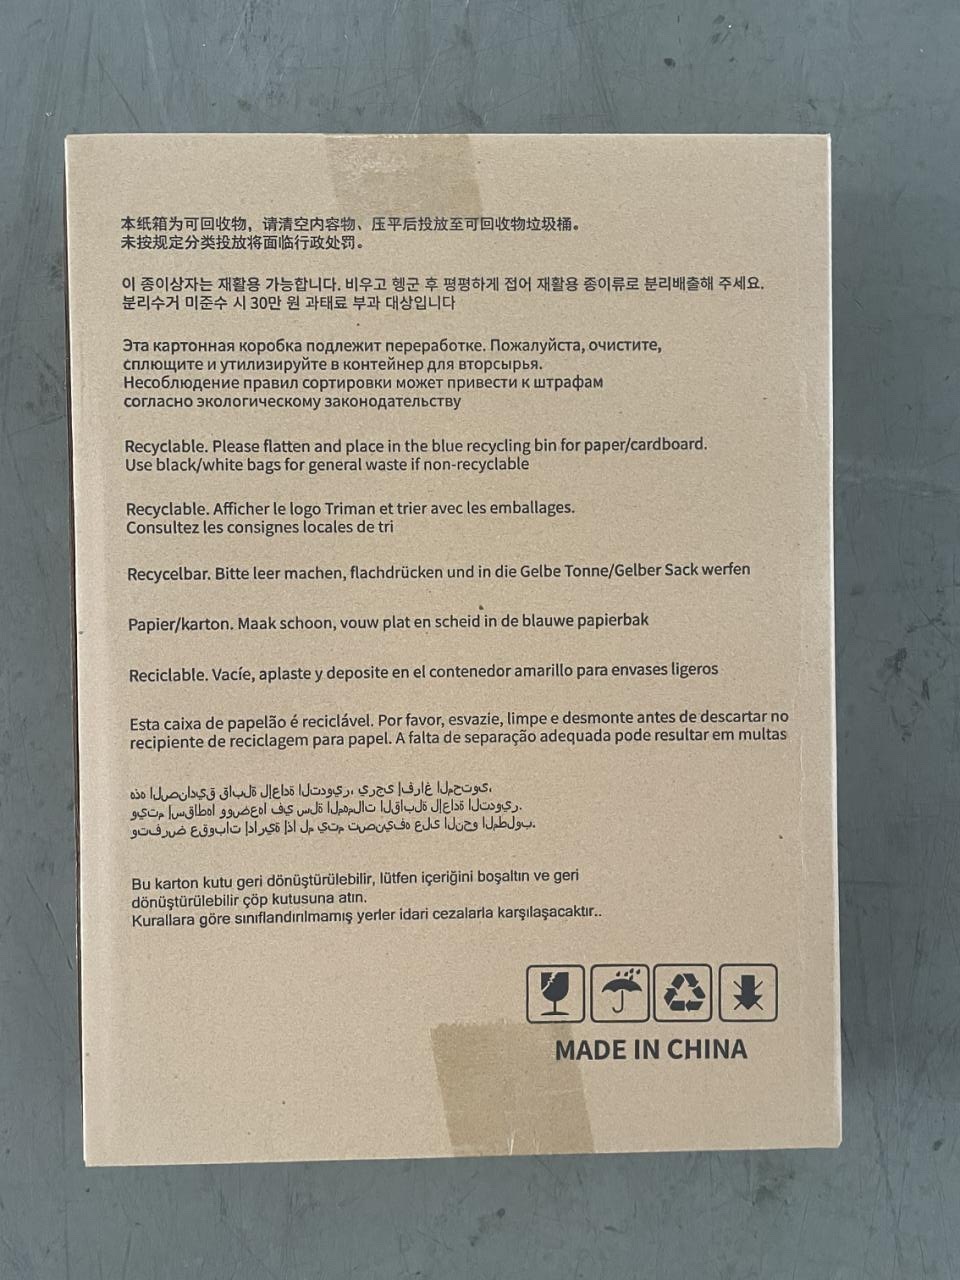 本纸箱为可回收物，请清空内容物、压平后投放至可回收物垃圾桶。
未按规定分类投放将面临行政处罚。
이 종이상자는 재활용 가능합니다. 비우고 헹군 후 평평하게 접어 재활용 종이류로 분리배출해 주세요.
분리수거 미준수 시 30만 원 과태료 부과 대상입니다
Эта картонная коробка подлежит переработке. Пожалуйста, очистите,
сплющите и утилизируйте в контейнер для вторсырья.
Несоблюдение правил сортировки может привести к штрафам
согласно экологическому законодательству
Recyclable. Please flatten and place in the blue recycling bin for paper/cardboard.
Use black/white bags for general waste if non-recyclable
Recyclable. Afficher le logo Triman et trier avec les emballages.
Consultez les consignes locales de tri
Recycelbar. Bitte leer machen, flachdrücken und in die Gelbe Tonne/Gelber Sack werfen
Papier/karton. Maak schoon, vouw plat en scheid in de blauwe papierbak
Reciclable. Vacíe, aplaste y deposite en el contenedor amarillo para envases ligeros
Esta caixa de papelão é reciclável. Por favor, esvazie, limpe e desmonte antes de descartar no
recipiente de reciclagem para papel. A falta de separação adequada pode resultar em multas
هذه الصناديق قابلة لإعادة التدوير، يرجى إفراغ المحتوى،
ويتم إسقاطها ووضعها في سلة المهملات القابلة لإعادة التدوير.
وتفرض عقوبات إدارية إذا لم يتم تصنيفه على النحو المطلوب.
Bu karton kutu geri dönüştürülebilir, lütfen içeriğini boşaltın ve geri
dönüştürülebilir çöp kutusuna atın.
Kurallara göre sınıflandırılmamış yerler idari cezalarla karşılaşacaktır..
MADE IN CHINA